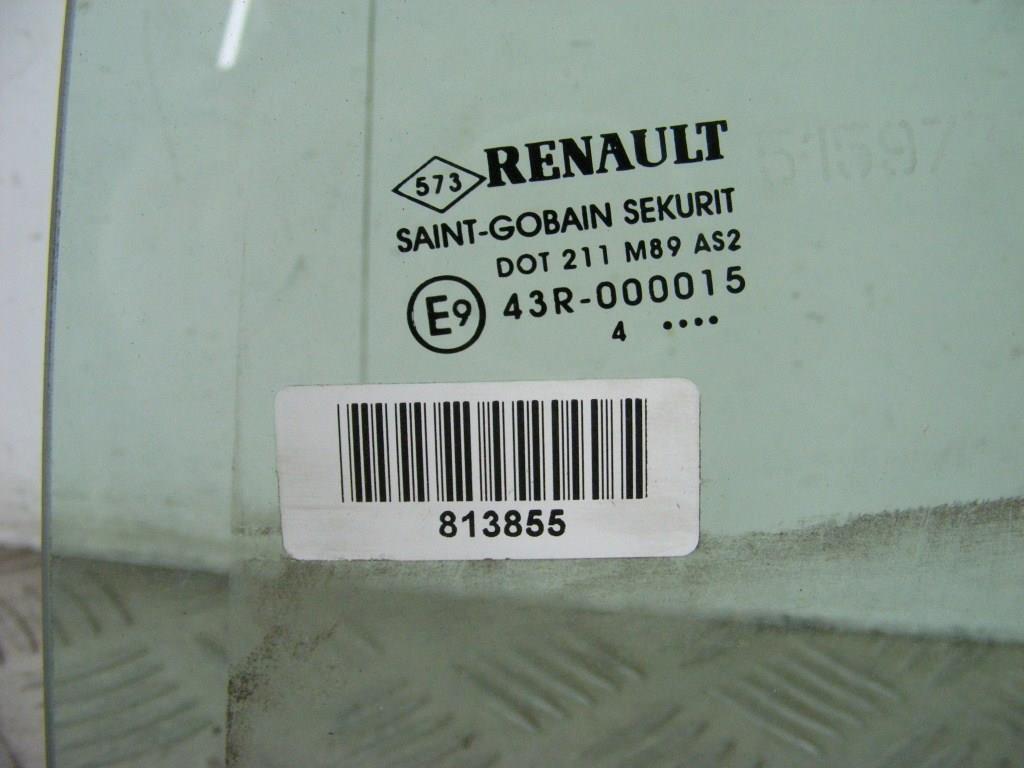 573 RENAULT
SAINT-GOBAIN SEKURIT
DOT 211 M89 AS2
E9 43R-000015
4 ....
813855